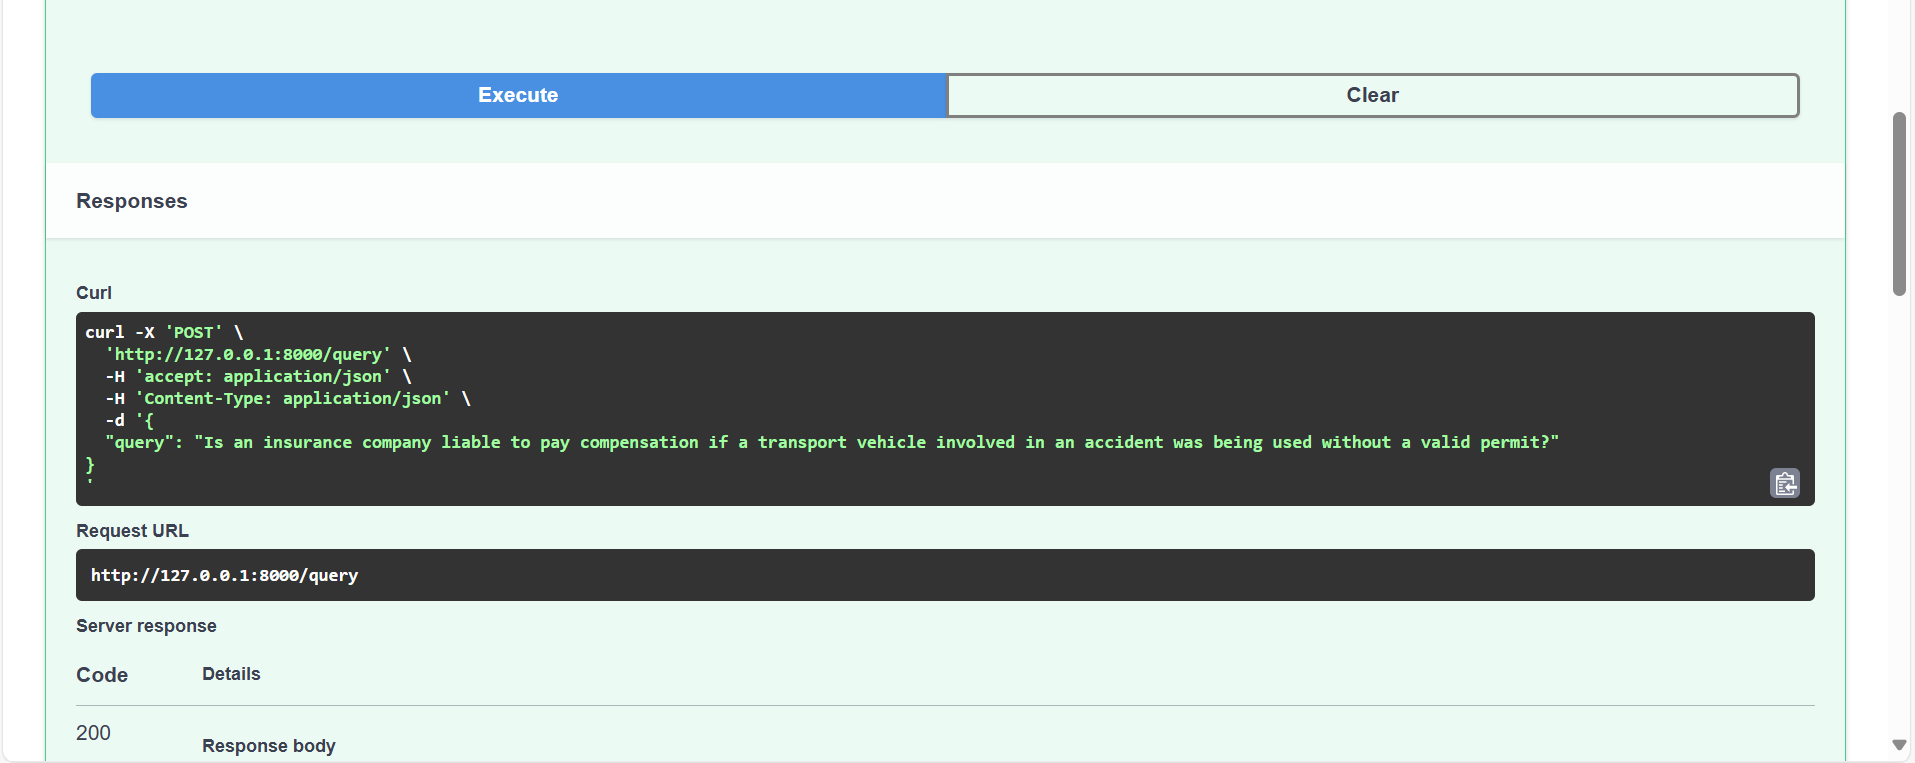 Execute
Clear
Responses
Curl
curl -X 'POST' \
  'http://127.0.0.1:8000/query' \
  -H 'accept: application/json' \
  -H 'Content-Type: application/json' \
  -d '{
  "query": "Is an insurance company liable to pay compensation if a transport vehicle involved in an accident was being used without a valid permit?"
}
'
Request URL
http://127.0.0.1:8000/query
Server response
Code Details
200
Response body